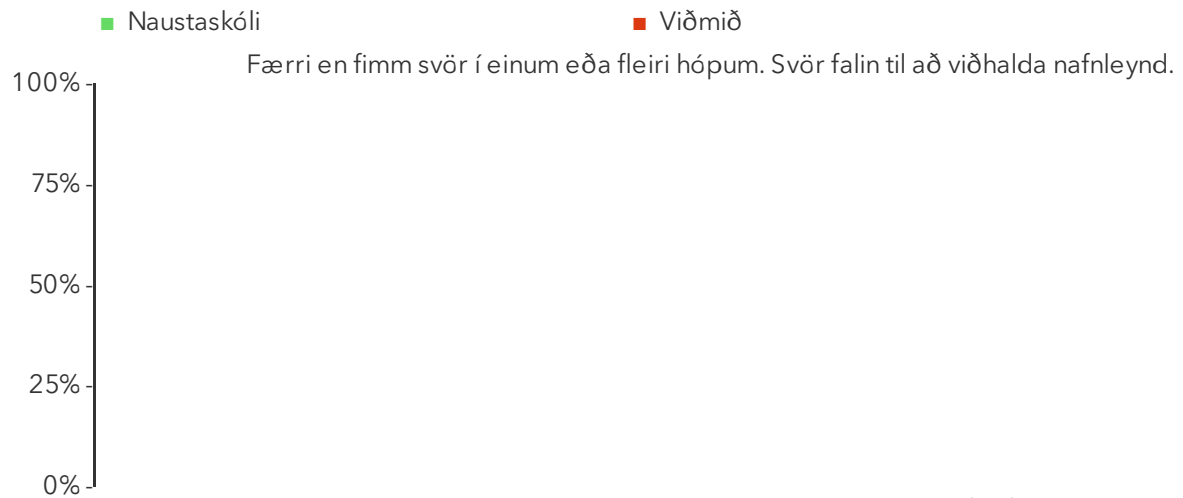 Naustaskóli Viðmið
Færri en fimm svör í einum eða fleiri hópum. Svör falin til að viðhalda nafnleynd.
100%
75%
50%
25%
0%